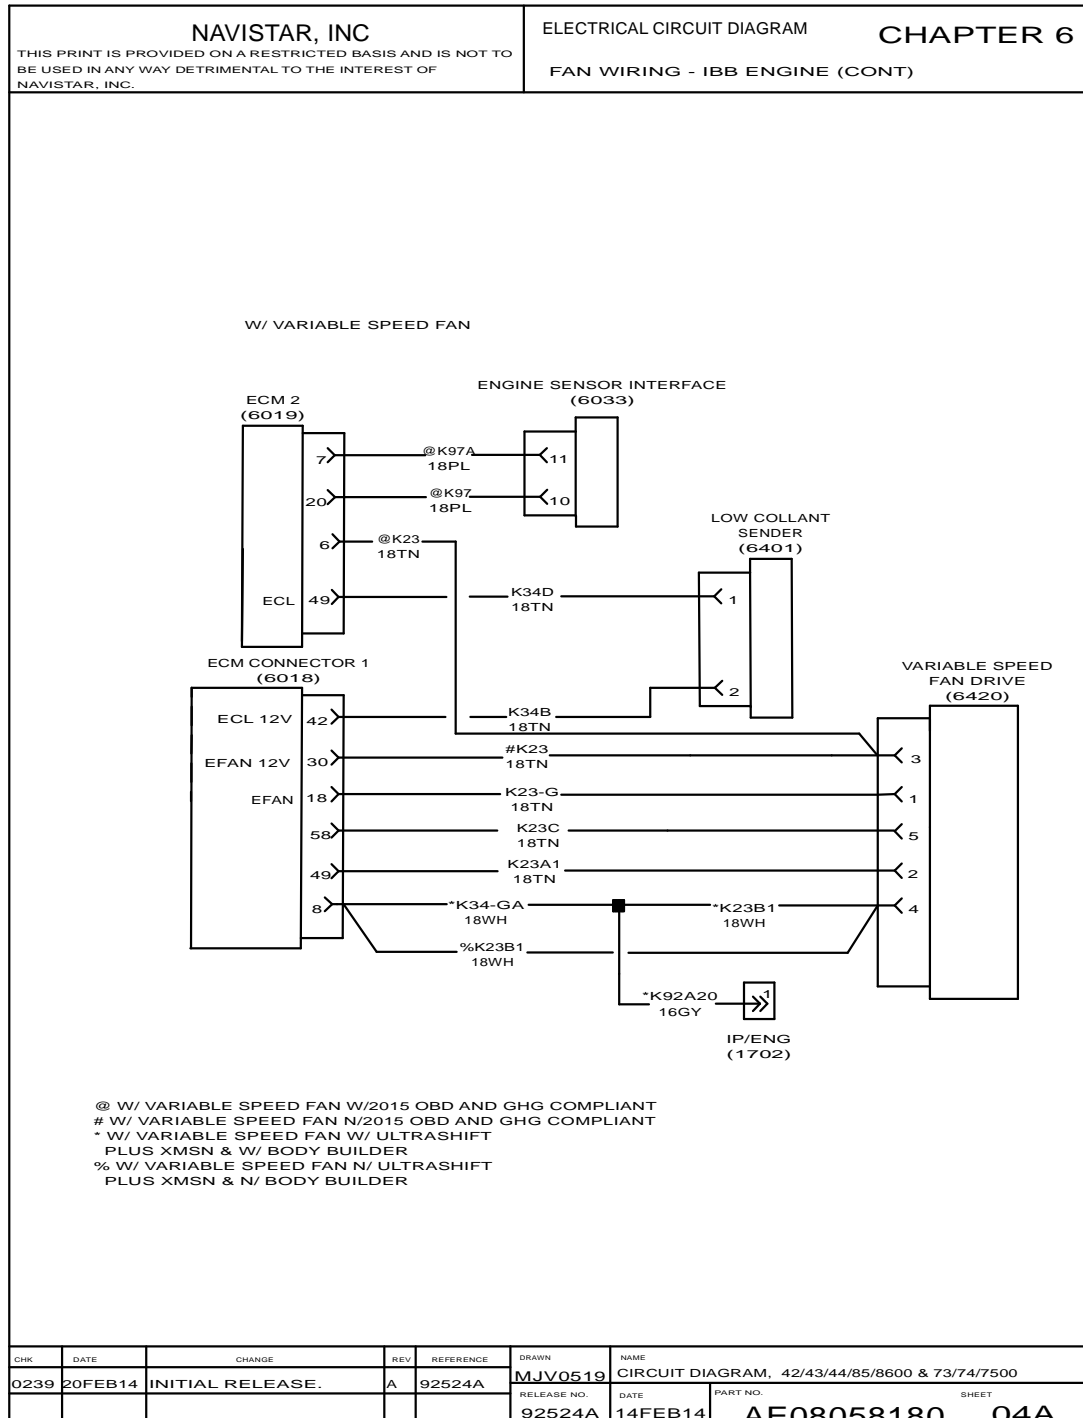 NAVISTAR, INC
THIS PRINT IS PROVIDED ON A RESTRICTED BASIS AND IS NOT TO
BE USED IN ANY WAY DETRIMENTAL TO THE INTEREST OF
NAVISTAR, INC.
ELECTRICAL CIRCUIT DIAGRAM
CHAPTER 6
FAN WIRING - IBB ENGINE (CONT)
W/ VARIABLE SPEED FAN
ECM 2
(6019)
7
20
6
ECL 49
ENGINE SENSOR INTERFACE
(6033)
11
10
@K97A
18PL
@K97
18PL
@K23
18TN
K34D
18TN
LOW COLLANT
SENDER
(6401)
1
2
ECM CONNECTOR 1
(6018)
ECL 12V 42
EFAN 12V 30
EFAN 18
58
49
8
K34B
18TN
#K23
18TN
K23-G
18TN
K23C
18TN
K23A1
18TN
*K34-GA
18WH
*K23B1
18WH
%K23B1
18WH
VARIABLE SPEED
FAN DRIVE
(6420)
3
1
5
2
4
*K92A20
16GY
1
IP/ENG
(1702)
@ W/ VARIABLE SPEED FAN W/2015 OBD AND GHG COMPLIANT
# W/ VARIABLE SPEED FAN N/2015 OBD AND GHG COMPLIANT
* W/ VARIABLE SPEED FAN W/ ULTRASHIFT
PLUS XMSN & W/ BODY BUILDER
% W/ VARIABLE SPEED FAN N/ ULTRASHIFT
PLUS XMSN & N/ BODY BUILDER
CHK DATE CHANGE REV REFERENCE
0239 20FEB14 INITIAL RELEASE. A 92524A
DRAWN
MJV0519
NAME
CIRCUIT DIAGRAM, 42/43/44/85/8600 & 73/74/7500
RELEASE NO.
92524A
DATE
14FEB14
PART NO.
AE08058180
SHEET
04A